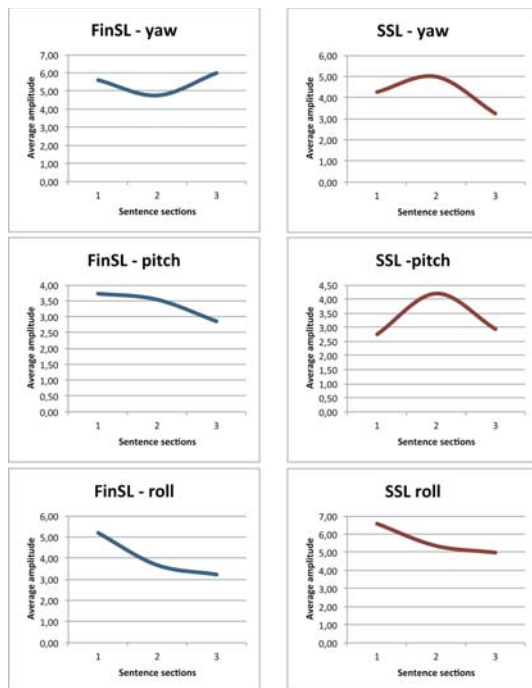 FinSL - yaw
7,00
6,00
5,00
4,00
3,00
2,00
1,00
0,00
Average amplitude
1 2 3
Sentence sections
SSL - yaw
6,00
5,00
4,00
3,00
2,00
1,00
0,00
Average amplitude
1 2 3
Sentence sections
FinSL - pitch
4,00
3,50
3,00
2,50
2,00
1,50
1,00
0,50
0,00
Average amplitude
1 2 3
Sentence sections
SSL -pitch
4,50
4,00
3,50
3,00
2,50
2,00
1,50
1,00
0,50
0,00
Average amplitude
1 2 3
Sentence sections
FinSL - roll
6,00
5,00
4,00
3,00
2,00
1,00
0,00
Average amplitude
1 2 3
Sentence sections
SSL roll
7,00
6,00
5,00
4,00
3,00
2,00
1,00
0,00
Average amplitude
1 2 3
Sentence sections